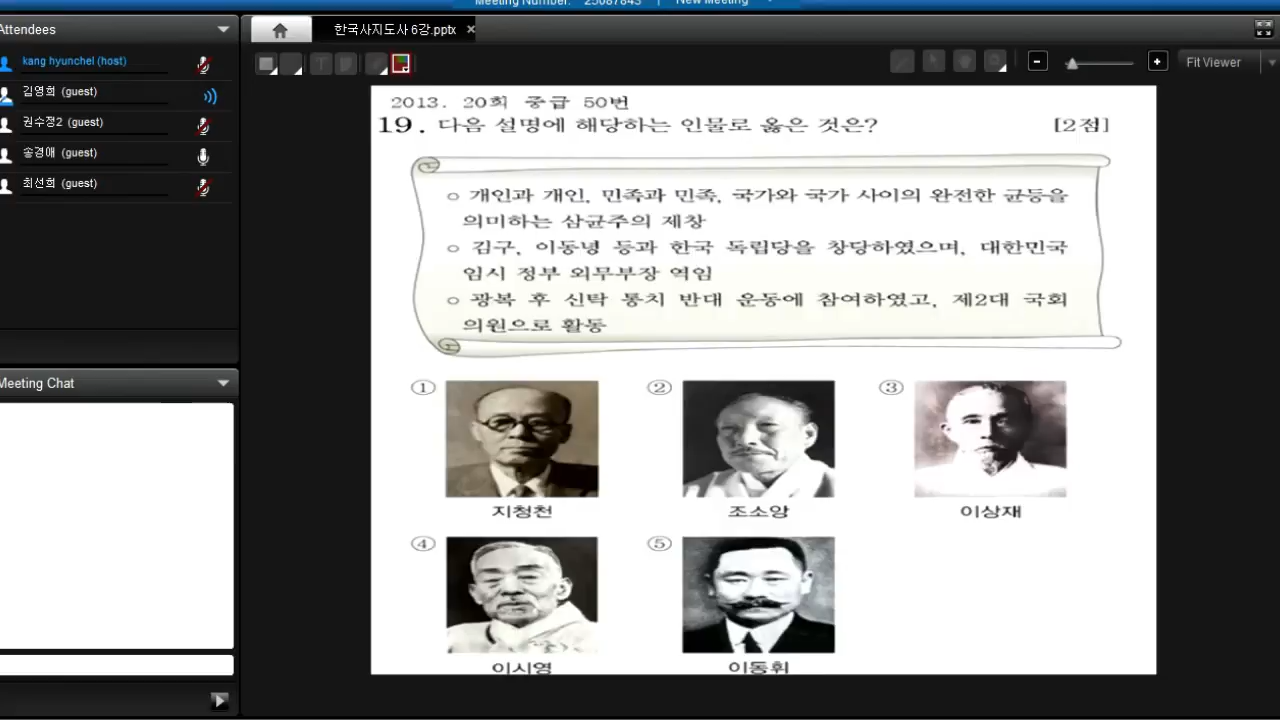 Meeting Number: 25087843 | New Meeting
Attendees
한국사지도사 6강.pptx
kang hyunchel (host)
김영희 (guest)
권수정2 (guest)
송경애 (guest)
최선희 (guest)
Fit Viewer
Meeting Chat
2013. 20회 중급 50번
19. 다음 설명에 해당하는 인물로 옳은 것은? [2점]
○ 개인과 개인, 민족과 민족, 국가와 국가 사이의 완전한 균등을
의미하는 삼균주의 제창
○ 김구, 이동녕 등과 한국 독립당을 창당하였으며, 대한민국
임시 정부 외무부장 역임
○ 광복 후 신탁 통치 반대 운동에 참여하였고, 제2대 국회
의원으로 활동
① ② ③
지청천 조소앙 이상재
④ ⑤
이시영 이동휘